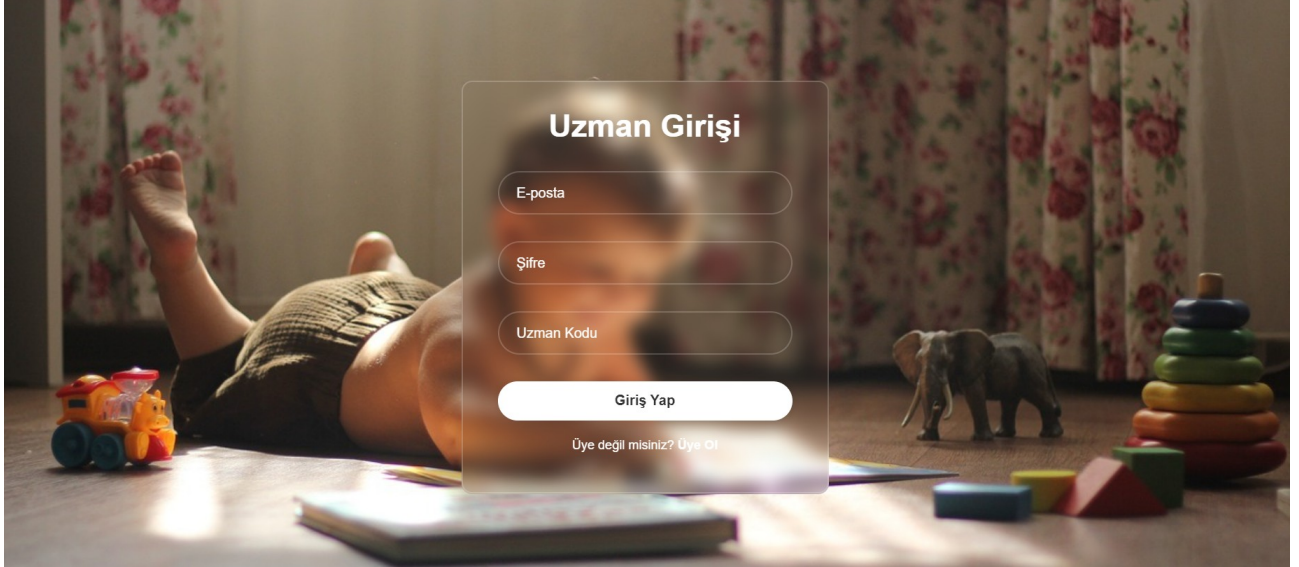 Uzman Girişi
E-posta
Şifre
Uzman Kodu
Giriş Yap
Üye değil misiniz? Üye Ol